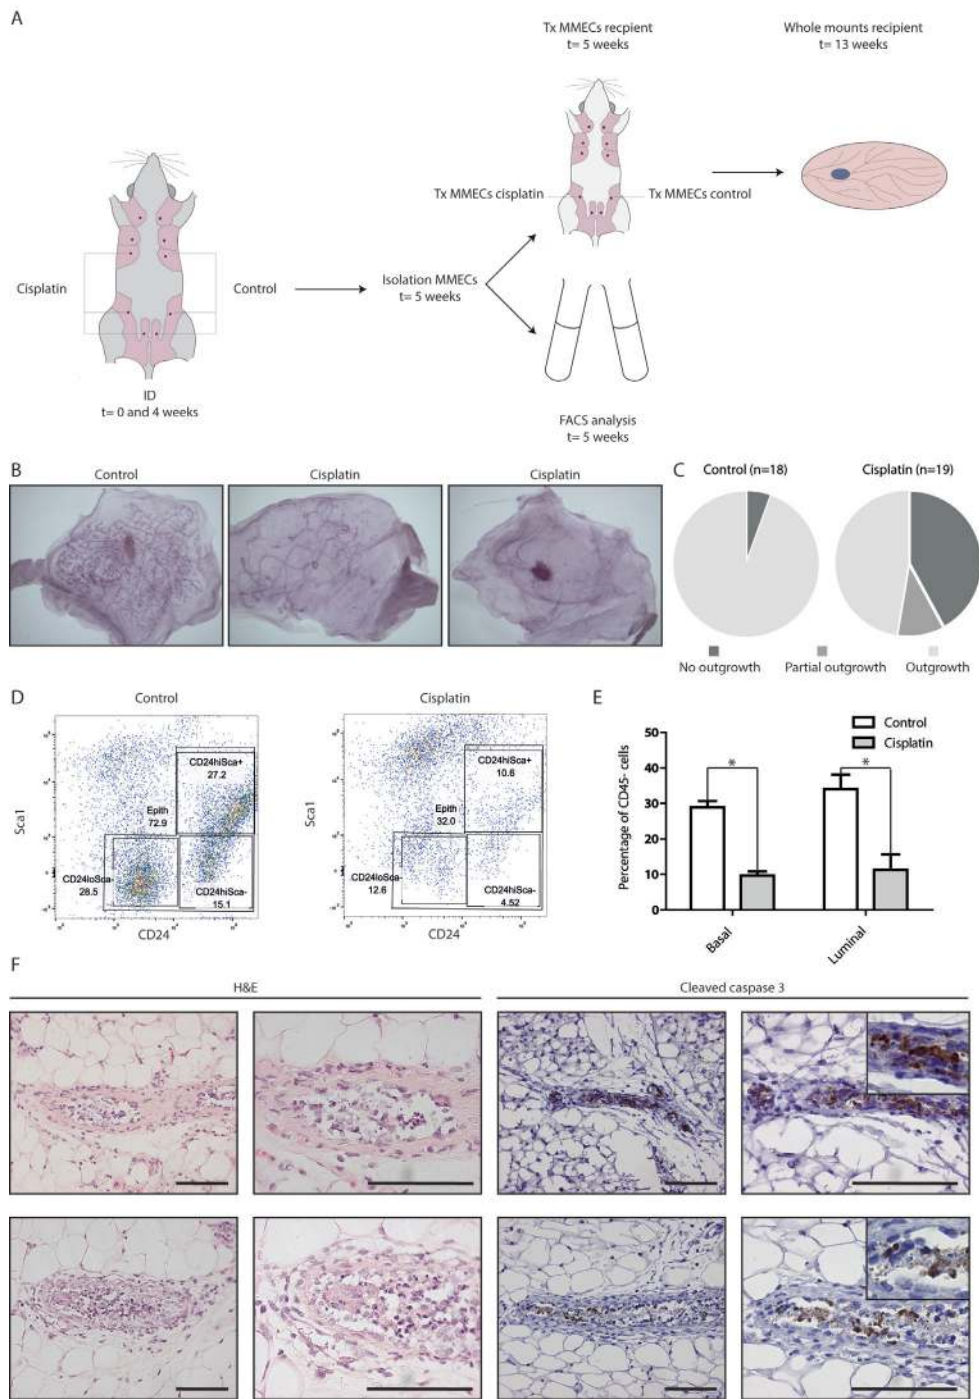 A
Tx MMECs recpient
t= 5 weeks
Whole mounts recipient
t= 13 weeks
Tx MMECs cisplatin
Tx MMECs control
Cisplatin
Control
Isolation MMECs
t= 5 weeks
ID
t= 0 and 4 weeks
FACS analysis
t= 5 weeks
B
Control
Cisplatin
Cisplatin
C
Control (n=18)
Cisplatin (n=19)
No outgrowth
Partial outgrowth
Outgrowth
D
Control
Cisplatin
CD24hiSca+
27.2
Epith
72.9
CD24loSca-
28.5
CD24hiSca-
15.1
Sca1
CD24
CD24hiSca+
10.6
Epith
32.0
CD24loSca-
12.6
CD24hiSca-
4.52
Sca1
CD24
E
Control
Cisplatin
Percentage of CD45- cells
50
40
30
20
10
0
*
*
Basal
Luminal
F
H&E
Cleaved caspase 3